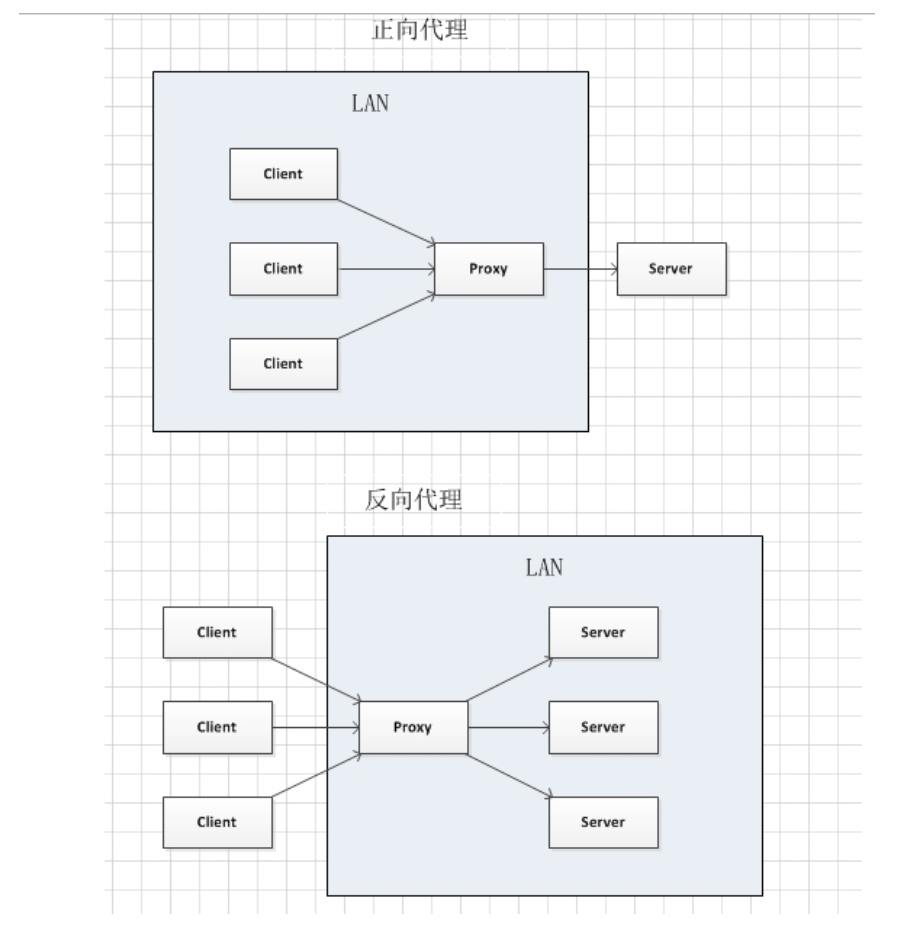 正向代理
LAN
Client
Client
Proxy
Server
Client
反向代理
LAN
Client
Server
Client
Proxy
Server
Client
Server